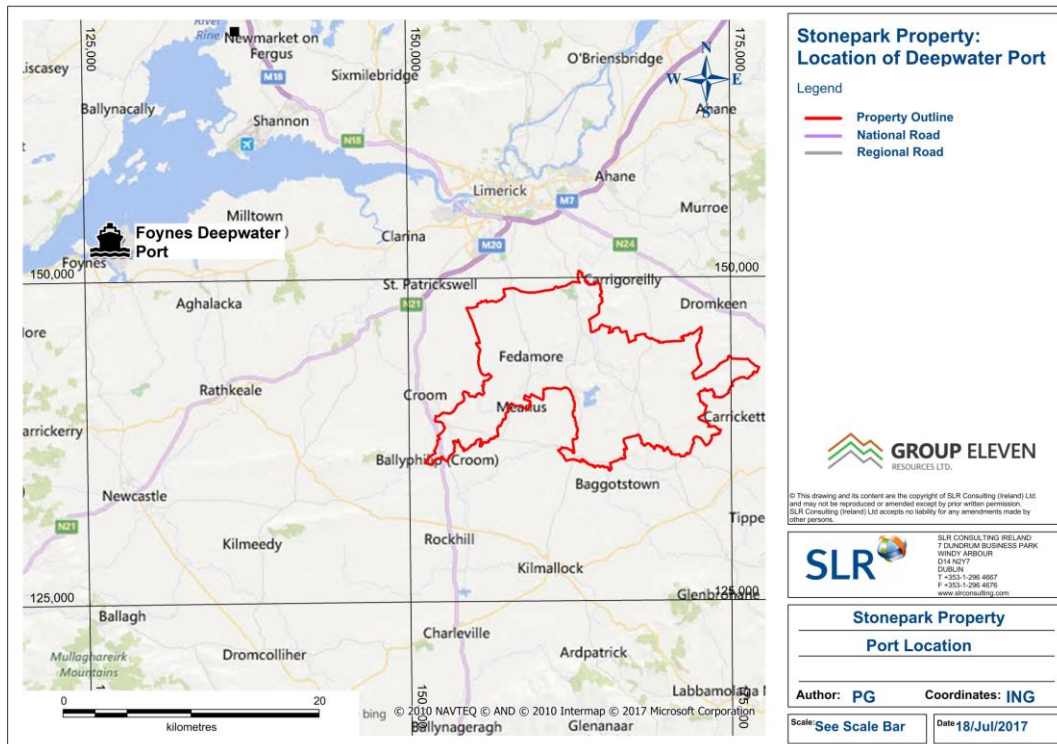 125,000
River
Rine
Newmarket on
Fergus
150,000
175,000
O'Briensbridge
Liscasey
M18
Sixmilebridge
Ballynacally
Shannon
N18
Ahane
Ahane
Limerick
M7
Murroe
Milltown
Foynes Deepwater
Port
Clarina
M20
N24
Foynes
150,000
150,000
St. Patrickswell
Carrigoreilly
M21
Dromkeen
Aghalacka
Fedamore
Rathkeale
Croom
Meanus
Carrickett
arrickerry
Ballyphilip (Croom)
Baggotstown
Newcastle
N21
Tippe
Rockhill
Kilmeedy
Kilmallock
125,000
125,000
Glenbrohane
Ballagh
Charleville
Mullaghareirk
Mountains
Dromcolliher
Ardpatrick
Labbamolaga
0 20
kilometres
150,000
175,000
bing
© 2010 NAVTEQ © AND © 2010 Intermap © 2017 Microsoft Corporation
Ballynageragh
Glenanaar
N
W E
S
Stonepark Property:
Location of Deepwater Port
Legend
Property Outline
National Road
Regional Road
GROUP ELEVEN
RESOURCES LTD.
© This drawing and its content are the copyright of SLR Consulting (Ireland) Ltd
and may not be reproduced or amended except by prior written permission.
SLR Consulting (Ireland) Ltd accepts no liability for any amendments made by
other persons.
SLR
SLR CONSULTING IRELAND
7 DUNDRUM BUSINESS PARK
WINDY ARBOUR
D14 N2Y7
DUBLIN
T +353-1-296 4667
F +353-1-296 4676
www.slrconsulting.com
Stonepark Property
Port Location
Author: PG Coordinates: ING
Scale: See Scale Bar Date 18/Jul/2017